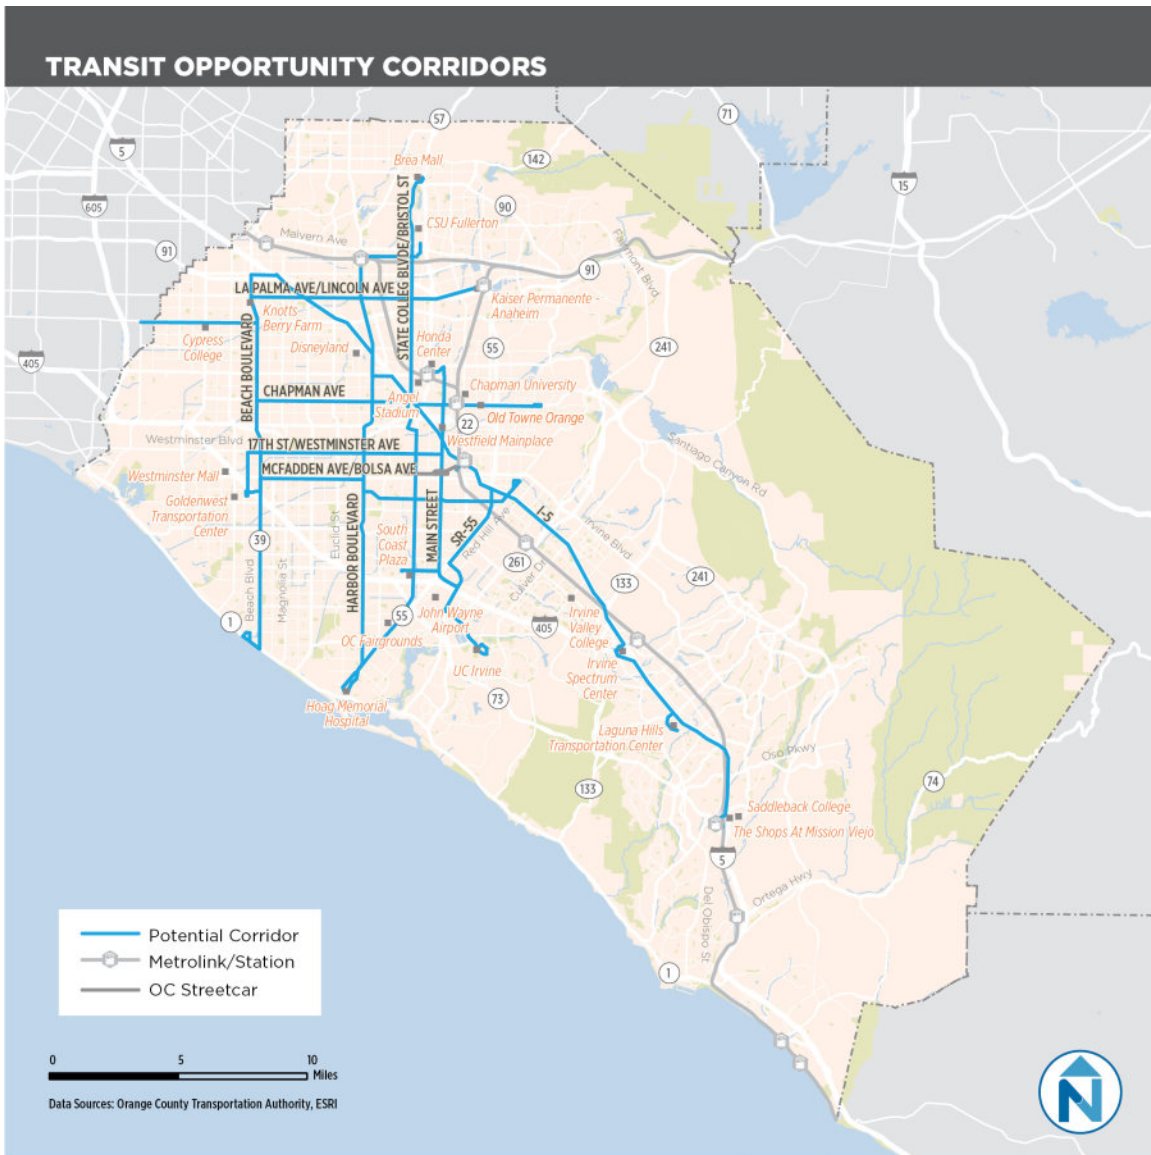 TRANSIT OPPORTUNITY CORRIDORS
57
71
5
142
Brea Mall
15
605
STATE COLLEG BLVDE/BRISTOL ST
90
CSU Fullerton
Malvern Ave
Fairmont Blvd
91
91
LA PALMA AVE/LINCOLN AVE
Kaiser Permanente -
Anaheim
Knotts
Berry Farm
Cypress
College
BEACH BOULEVARD
Disneyland
Honda
Center
55
241
405
Chapman University
CHAPMAN AVE
Angel
Stadium
Old Towne Orange
22
Westminster Blvd
17TH ST/WESTMINSTER AVE
Westfield Mainplace
Santiago Canyon Rd
MCFADDEN AVE/BOLSA AVE
Westminster Mall
Goldenwest
Transportation
Center
HARBOR BOULEVARD
Euclid St
South
Coast
Plaza
MAIN STREET
SR-55
Red Hill Ave
I-5
Irvine Blvd
39
261
Culver Dr
133
241
Beach Blvd
Magnolia St
1
55
OC Fairgrounds
John Wayne
Airport
405
Irvine
Valley
College
UC Irvine
Irvine
Spectrum
Center
73
Hoag Memorial
Hospital
Laguna Hills
Transportation Center
Oso Pkwy
133
74
Saddleback College
The Shops At Mission Viejo
5
Ortega Hwy
Del Obispo St
1
Potential Corridor
Metrolink/Station
OC Streetcar
0 5 10
Miles
Data Sources: Orange County Transportation Authority, ESRI
N